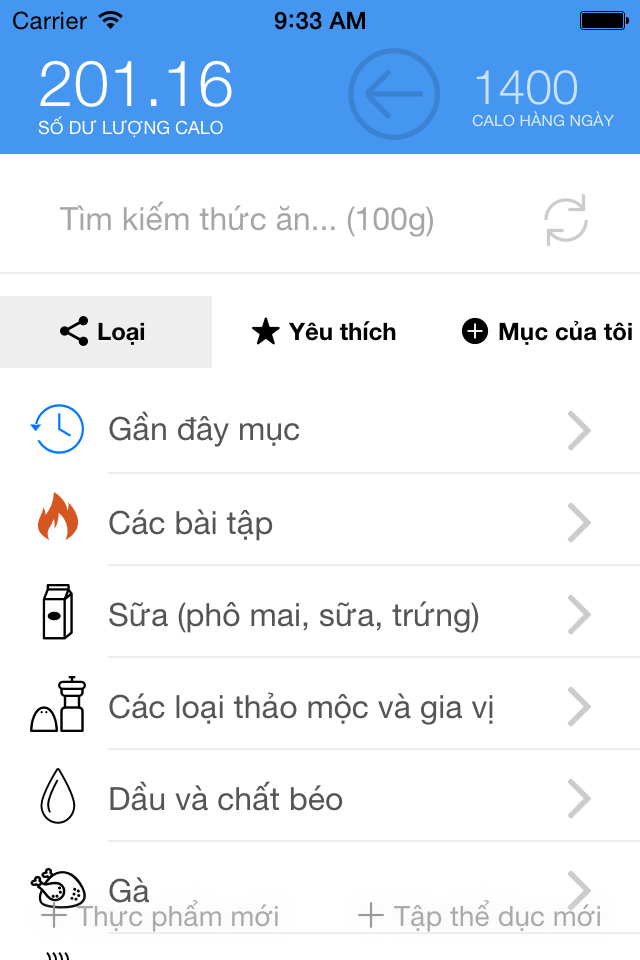 Carrier 9:33 AM
201.16 1400
SỐ DƯ LƯỢNG CALO CALO HÀNG NGÀY
Tìm kiếm thức ăn... (100g)
Loại Yêu thích Mục của tôi
Gần đây mục
Các bài tập
Sữa (phô mai, sữa, trứng)
Các loại thảo mộc và gia vị
Dầu và chất béo
Gà
Thực phẩm mới Tập thể dục mới